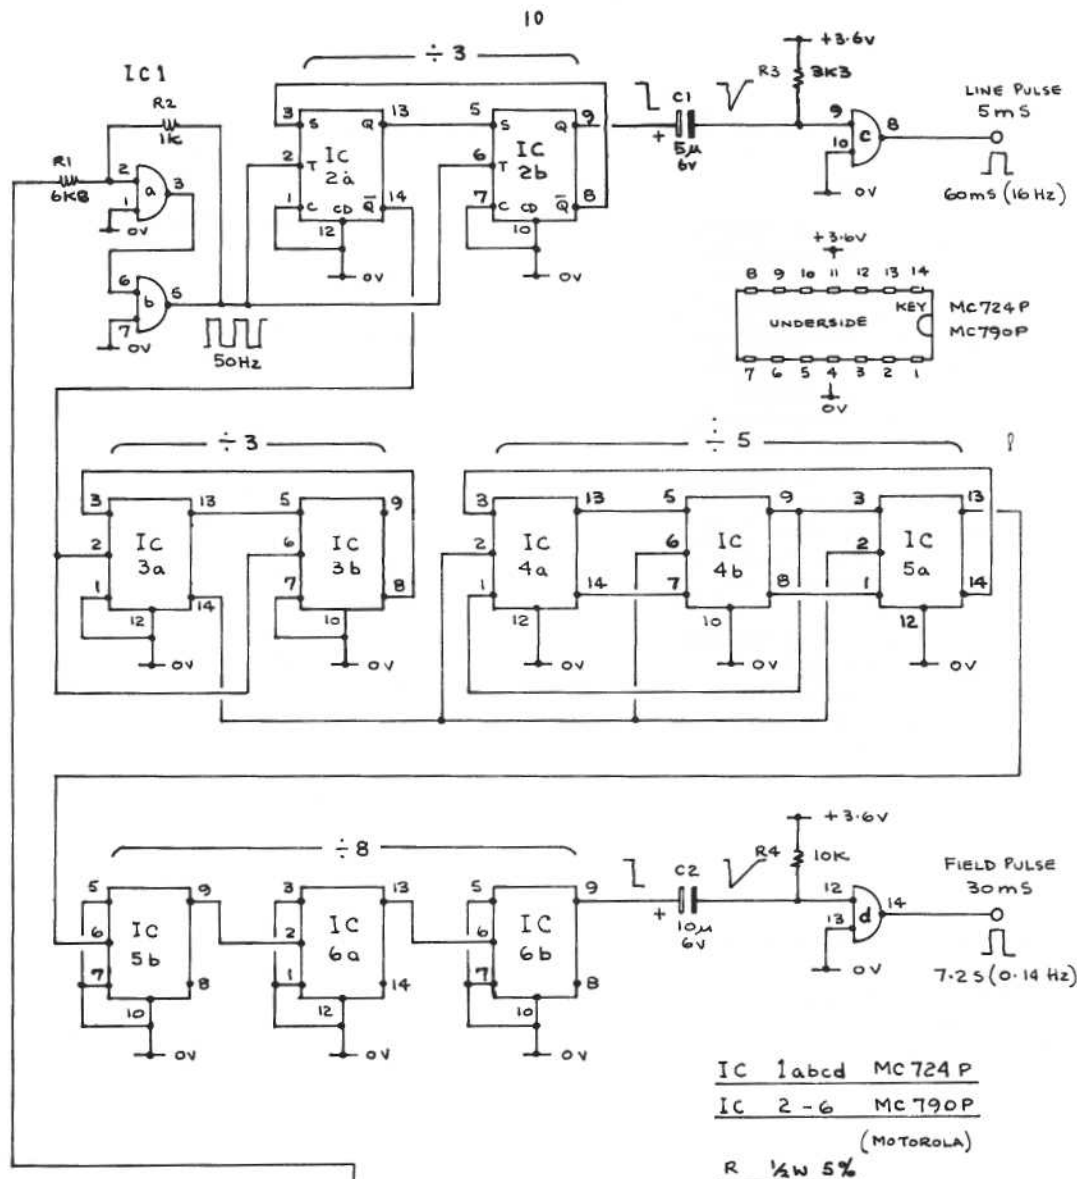 10
÷ 3
IC1
R2
1K
R1
6K8
2
a
3
1
0V
6
b
5
7
0V
50Hz
3 S Q 13
2 T IC 2a
1 C CD Q̅ 14
12
0V
5 S Q 9
6 T IC 2b
7 C CD Q̅ 8
10
0V
C1
+
5μ
6V
R3
+3.6V
3K3
9
c
8
10
0V
LINE PULSE
5mS
60mS (16 Hz)
+3.6V
8 9 10 11 12 13 14
KEY
UNDERSIDE
7 6 5 4 3 2 1
0V
MC724P
MC790P
÷ 3
3 13
2 IC 3a
1 14
12
0V
5 9
6 IC 3b
7 8
10
0V
÷ 5
3 13
2 IC 4a
1 14
12
0V
5 9
6 IC 4b
7 8
10
0V
3 13
2 IC 5a
1 14
12
0V
÷8
5 9
6 IC 5b
7 8
10
0V
3 13
2 IC 6a
1 14
12
0V
5 9
6 IC 6b
7 8
10
0V
C2
+
10μ
6V
R4
+3.6V
10K
12
d
14
13
0V
FIELD PULSE
30mS
7.2S (0.14 Hz)
IC 1abcd MC724P
IC 2-6 MC790P
(MOTOROLA)
R ½W 5%